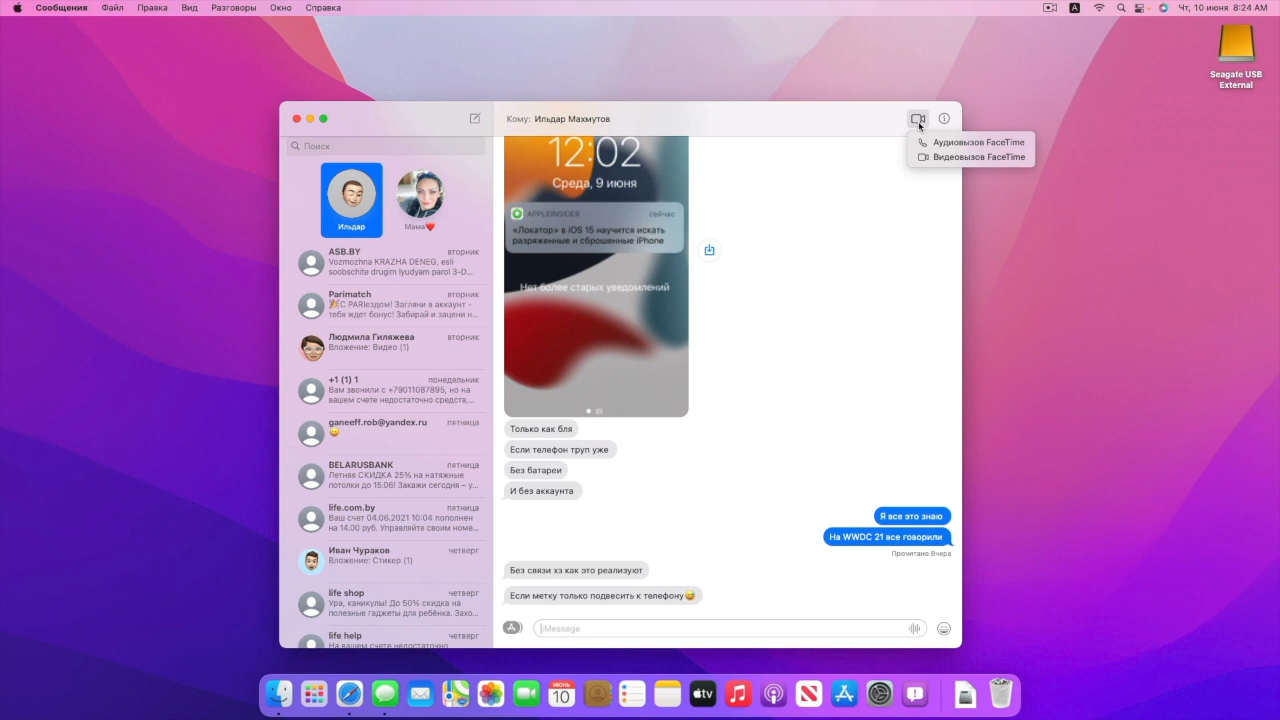 Сообщения Файл Правка Вид Разговоры Окно Справка
A
Чт, 10 июня 8:24 AM
Seagate USB
External
Поиск
Ильдар
Мама❤️
ASB.BY вторник
Vozmozhna KRAZHA DENEG, esli
soobschite drugim lyudyam parol 3-D...
Parimatch вторник
🎉С PARIездом! Загляни в аккаунт -
тебя ждет бонус! Забирай и зацени н...
Людмила Гиляжева вторник
Вложение: Видео (1)
+1 (1) 1 понедельник
Вам звонили с +79011087895, но на
вашем счете недостаточно средств,...
ganeeff.rob@yandex.ru пятница
😄
BELARUSBANK пятница
Летняя СКИДКА 25% на натяжные
потолки до 15.06! Закажи сегодня – у...
life.com.by пятница
Ваш счет 04.06.2021 10:04 пополнен
на 14.00 руб. Управляйте своим номе...
Иван Чураков четверг
Вложение: Стикер (1)
life shop четверг
Ура, каникулы! До 50% скидка на
полезные гаджеты для ребёнка. Захо...
life help четверг
На вашем счете недостаточно
Кому: Ильдар Махмутов
Аудиовызов FaceTime
Видеовызов FaceTime
12:02
Среда, 9 июня
APPLEINSIDER сейчас
«Локатор» в iOS 15 научится искать
разряженные и сброшенные iPhone
Нет более старых уведомлений
Только как бля
Если телефон труп уже
Без батареи
И без аккаунта
Я все это знаю
На WWDC 21 все говорили
Прочитано Вчера
Без связи хз как это реализуют
Если метку только подвесить к телефону😅
iMessage
ИЮНЬ
10
tv